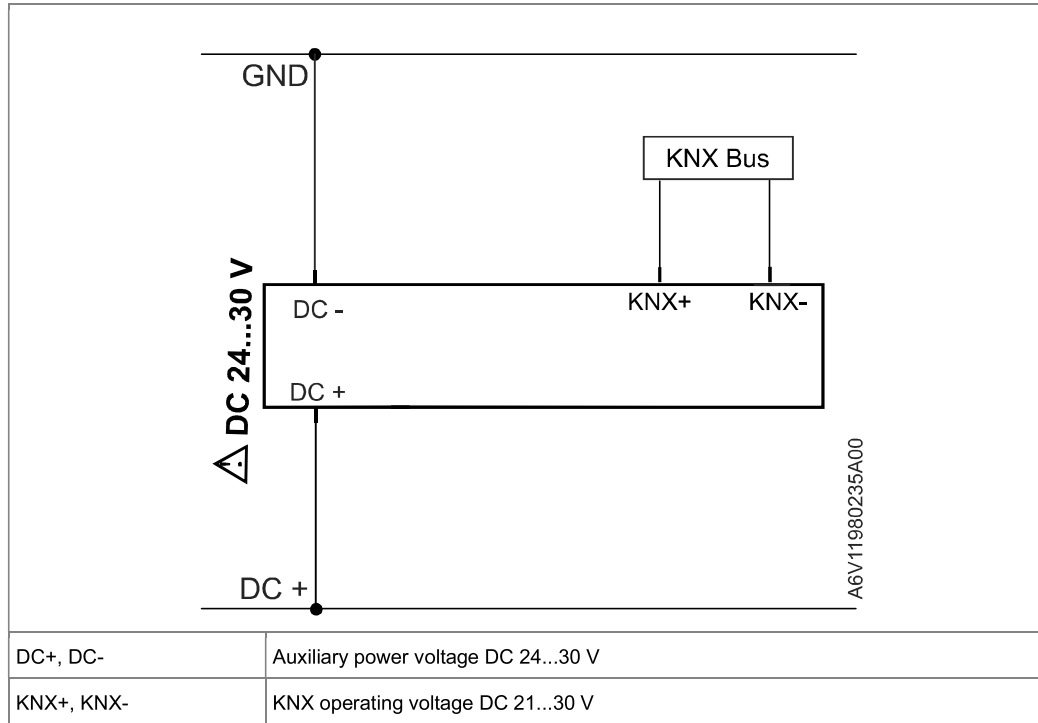 GND
KNX Bus
DC 24...30 V
DC -
KNX+
KNX-
DC +
A6V11980235A00
DC +
DC+, DC-
Auxiliary power voltage DC 24...30 V
KNX+, KNX-
KNX operating voltage DC 21...30 V